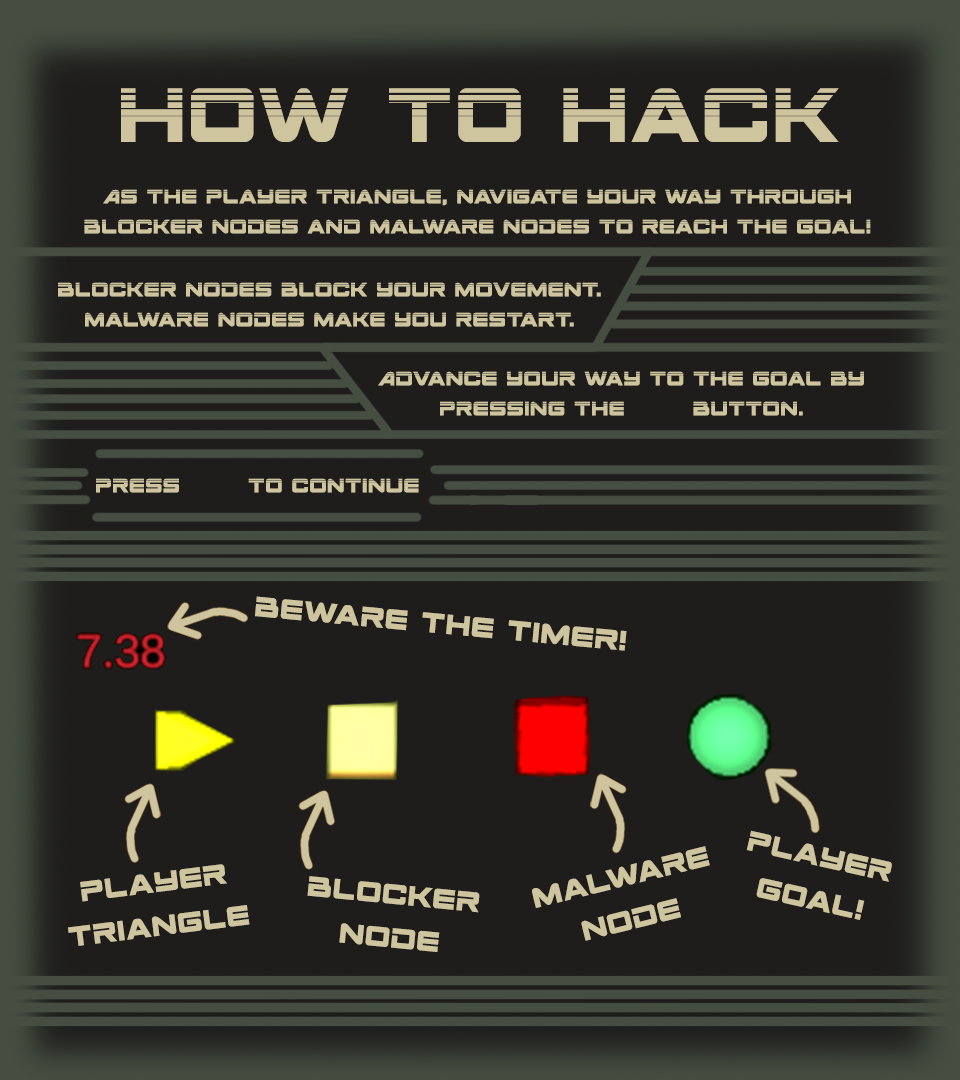 HOW TO HACK
AS THE PLAYER TRIANGLE, NAVIGATE YOUR WAY THROUGH
BLOCKER NODES AND MALWARE NODES TO REACH THE GOAL!
BLOCKER NODES BLOCK YOUR MOVEMENT.
MALWARE NODES MAKE YOU RESTART.
ADVANCE YOUR WAY TO THE GOAL BY
PRESSING THE BUTTON.
PRESS TO CONTINUE
BEWARE THE TIMER!
7.38
PLAYER
TRIANGLE
BLOCKER
NODE
MALWARE
NODE
PLAYER
GOAL!